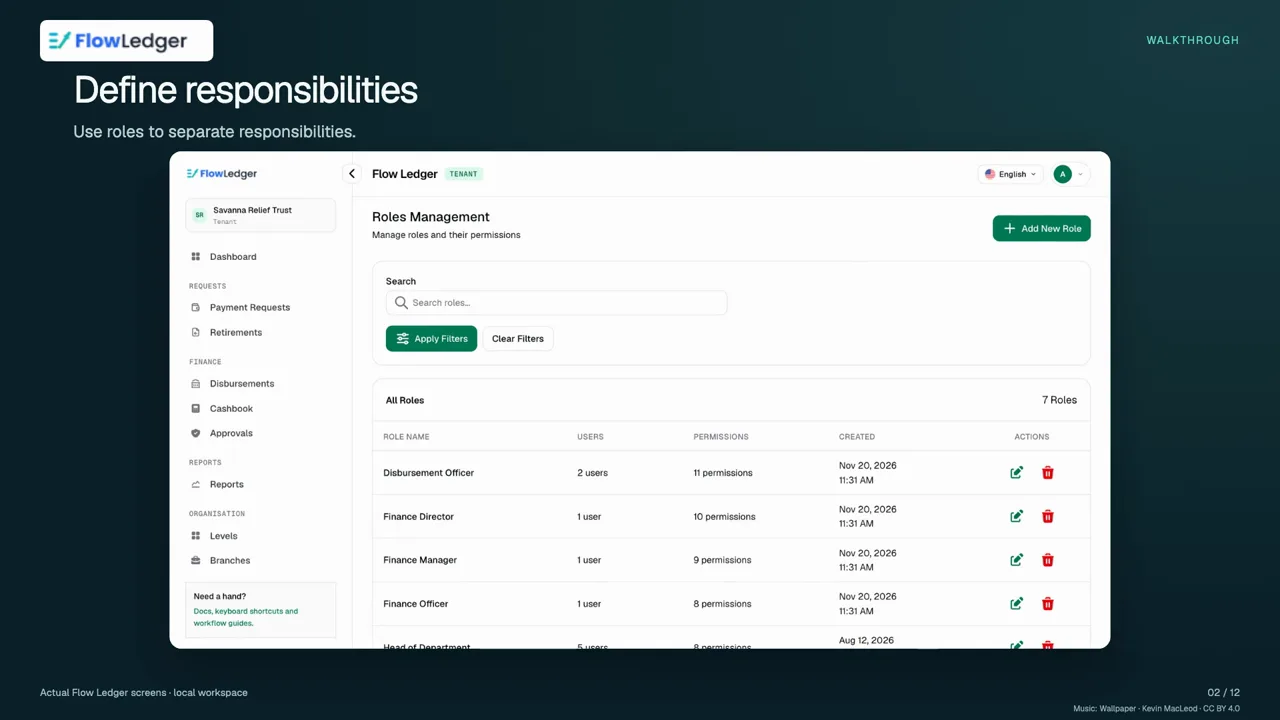 FlowLedger
WALKTHROUGH
Define responsibilities
Use roles to separate responsibilities.
FlowLedger
Flow Ledger TENANT
English
A
SR
Savanna Relief Trust
Tenant
Dashboard
REQUESTS
Payment Requests
Retirements
FINANCE
Disbursements
Cashbook
Approvals
REPORTS
Reports
ORGANISATION
Levels
Branches
Need a hand?
Docs, keyboard shortcuts and
workflow guides.
Roles Management
Manage roles and their permissions
Add New Role
Search
Search roles...
Apply Filters
Clear Filters
All Roles
7 Roles
ROLE NAME USERS PERMISSIONS CREATED ACTIONS
Disbursement Officer 2 users 11 permissions Nov 20, 2026
11:31 AM
Finance Director 1 user 10 permissions Nov 20, 2026
11:31 AM
Finance Manager 1 user 9 permissions Nov 20, 2026
11:31 AM
Finance Officer 1 user 8 permissions Nov 20, 2026
11:31 AM
Head of Department 5 users 8 permissions Aug 12, 2026
Actual Flow Ledger screens · local workspace
02 / 12
Music: Wallpaper · Kevin MacLeod · CC BY 4.0